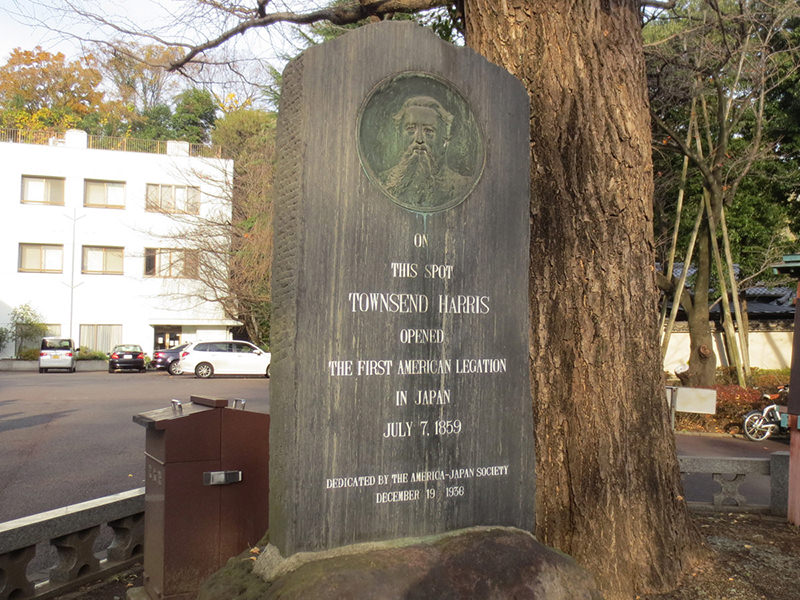 ON
THIS SPOT
TOWNSEND HARRIS
OPENED
THE FIRST AMERICAN LEGATION
IN JAPAN
JULY 7, 1859
DEDICATED BY THE AMERICA-JAPAN SOCIETY
DECEMBER 19 1936